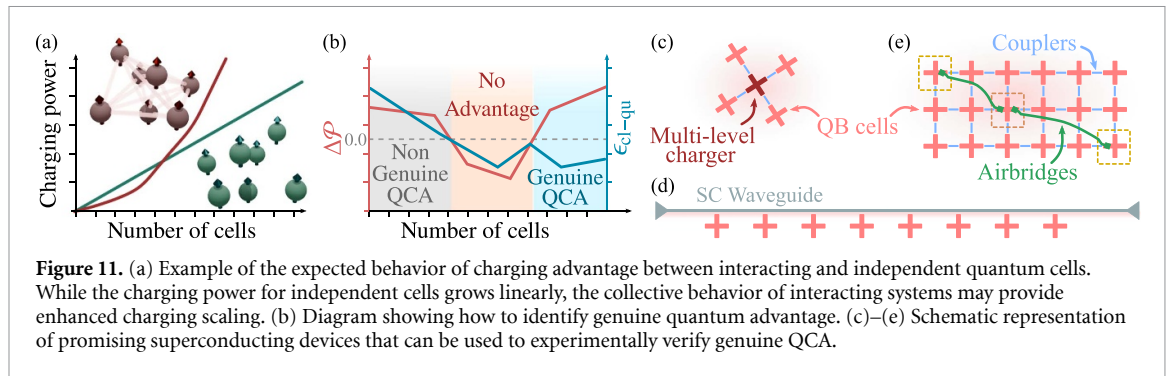 (a)
Charging power
Number of cells
(b)
Δ𝒫
0.0
No
Advantage
Non
Genuine
QCA
Genuine
QCA
ϵcl−qu
Number of cells
(c)
Multi-level
charger
QB cells
(e)
Couplers
Airbridges
(d)
SC Waveguide
Figure 11. (a) Example of the expected behavior of charging advantage between interacting and independent quantum cells.
While the charging power for independent cells grows linearly, the collective behavior of interacting systems may provide
enhanced charging scaling. (b) Diagram showing how to identify genuine quantum advantage. (c)–(e) Schematic representation
of promising superconducting devices that can be used to experimentally verify genuine QCA.